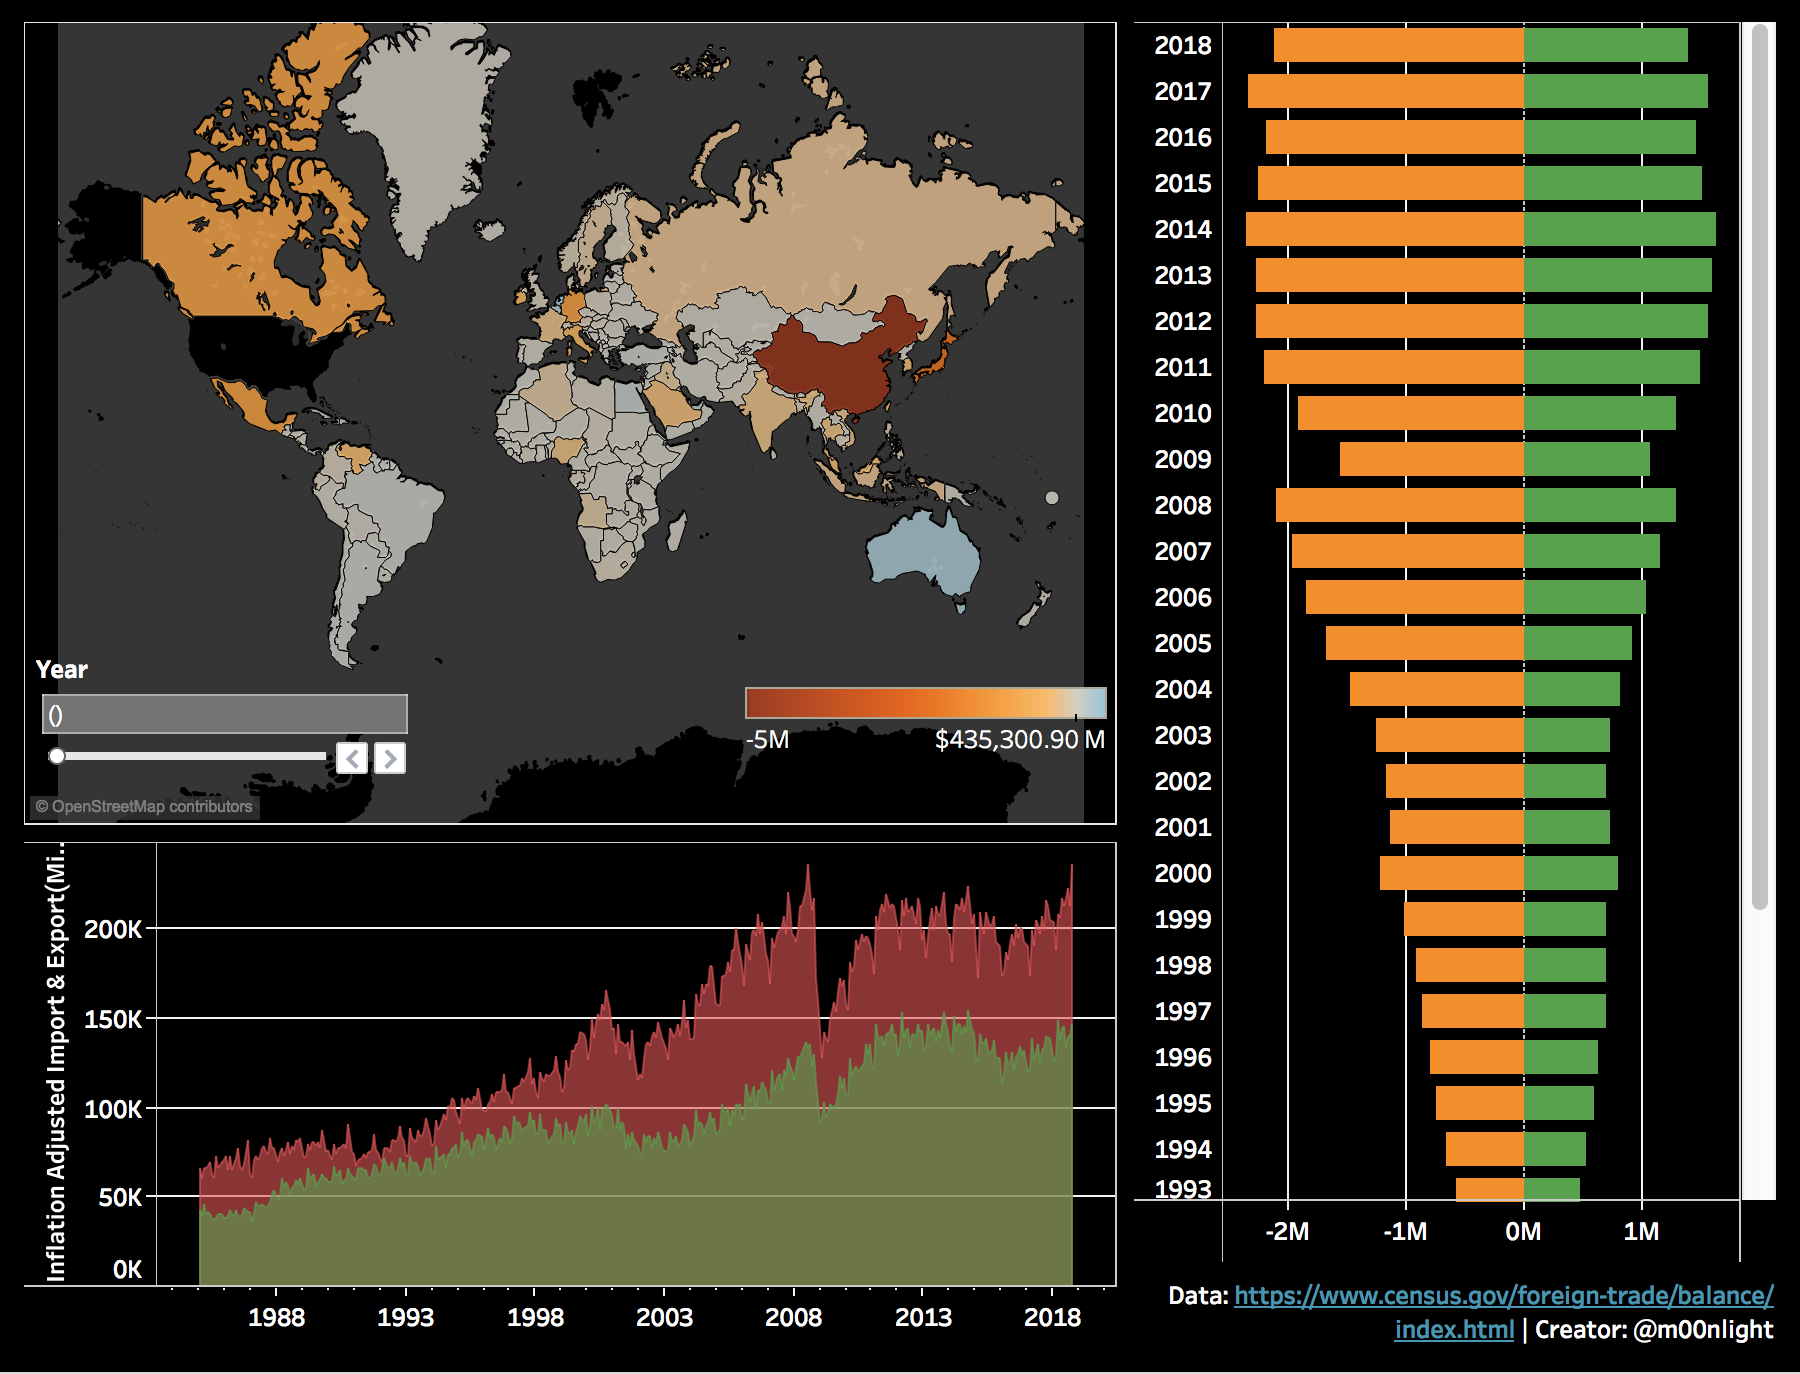 Year
()
-5M
$435,300.90 M
© OpenStreetMap contributors
Inflation Adjusted Import & Export(Mi..
200K
150K
100K
50K
0K
1988
1993
1998
2003
2008
2013
2018
2018
2017
2016
2015
2014
2013
2012
2011
2010
2009
2008
2007
2006
2005
2004
2003
2002
2001
2000
1999
1998
1997
1996
1995
1994
1993
-2M
-1M
0M
1M
Data: https://www.census.gov/foreign-trade/balance/
index.html | Creator: @m00nlight